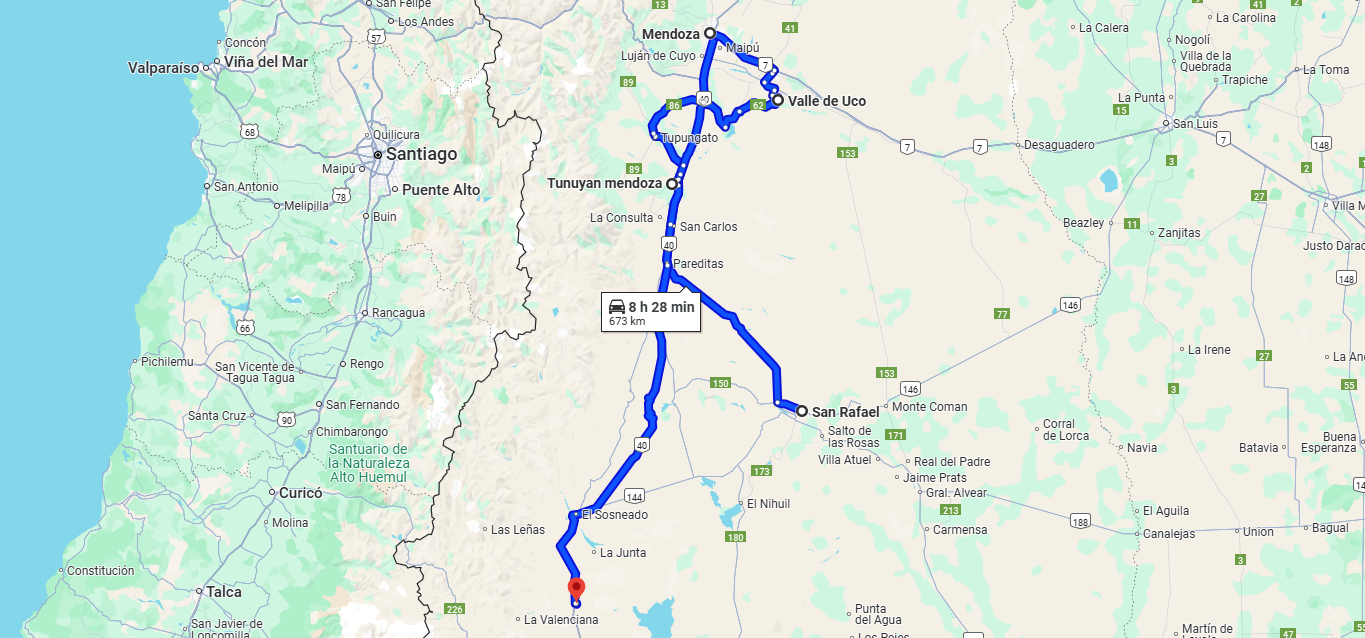 San Felipe
Los Andes
13
41
41
2
La Carolina
La Calera
57
Concón
Viña del Mar
Valparaíso
Mendoza
Maipú
Luján de Cuyo
7
Nogolí
Villa de la
Quebrada
Trapiche
La Toma
89
86
40
62
Valle de Uco
La Punta
15
San Luis
68
Quilicura
Santiago
Tupungato
153
7
7
Desaguadero
7
148
Maipú
89
3
2
Puente Alto
San Antonio
78
Melipilla
Tunuyan mendoza
27
Villa M
Buin
La Consulta
San Carlos
Beazley
11
Zanjitas
Justo Darac
40
Pareditas
148
66
Rancagua
8 h 28 min
673 km
146
77
Pichilemu
Rengo
San Vicente de
Tagua Tagua
La Irene
27
La An
153
150
146
3
55
San Fernando
Santa Cruz
90
San Rafael
Monte Coman
Chimbarongo
Salto de
las Rosas
171
Corral
de Lorca
Buena
Esperanza
Santuario de
la Naturaleza
Alto Huemul
40
Navia
Batavia
Villa Atuel
Real del Padre
173
Jaime Prats
Curicó
144
Gral. Alvear
El Nihuil
213
El Aguila
Molina
El Sosneado
188
Las Leñas
Carmensa
Canalejas
Union
Bagual
180
La Junta
3
Constitución
Talca
226
La Valenciana
Punta
del Agua
San Javier de
Loncomilla
Martín de
47